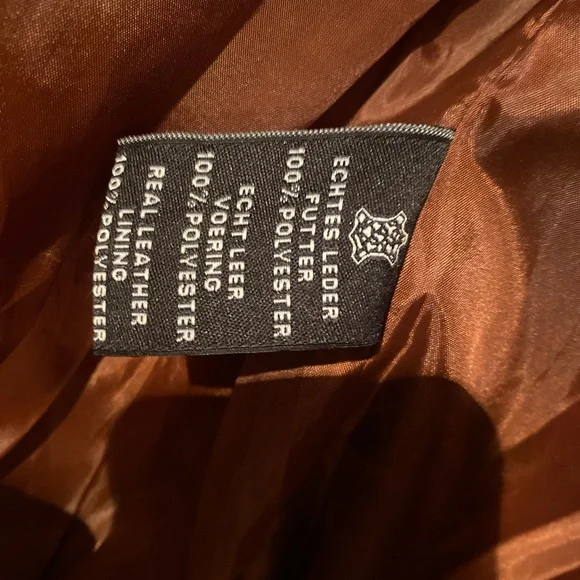 ECHTES LEDER
FUTTER
100% POLYESTER
ECHT LEER
VOERING
100% POLYESTER
REAL LEATHER
LINING
100% POLYESTER